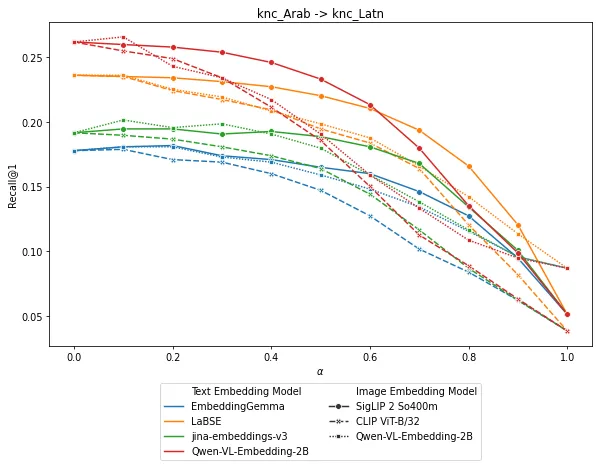 knc_Arab -> knc_Latn
Recall@1
0.25
0.20
0.15
0.10
0.05
0.0 0.2 0.4 0.6 0.8 1.0
α
Text Embedding Model
EmbeddingGemma
LaBSE
jina-embeddings-v3
Qwen-VL-Embedding-2B
Image Embedding Model
SigLIP 2 So400m
CLIP ViT-B/32
Qwen-VL-Embedding-2B